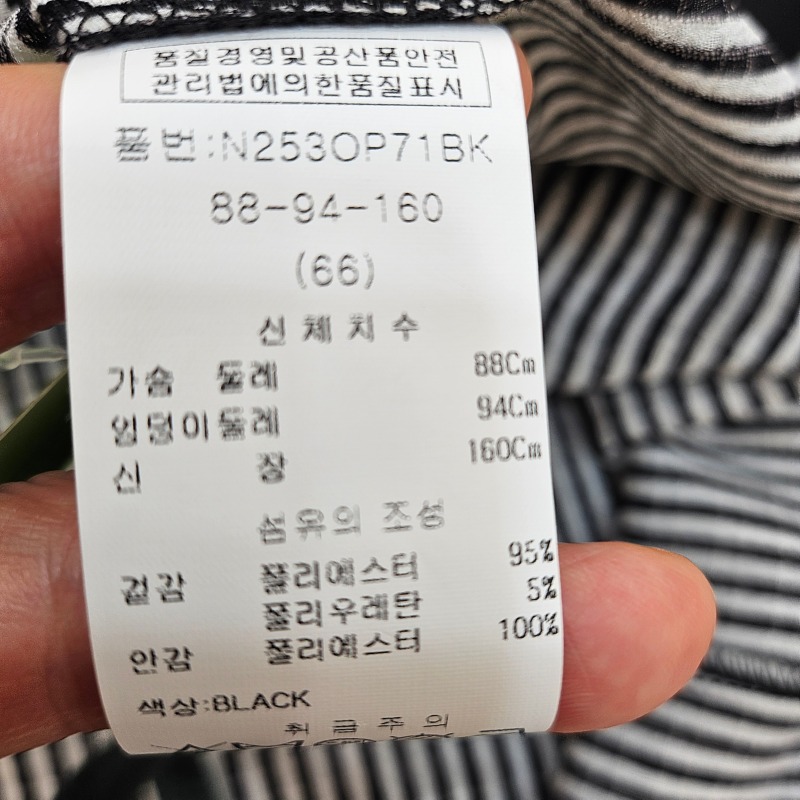 품질경영및공산품안전
관리법에의한품질표시
품번:N253OP71BK
88-94-160
(66)
신체치수
가슴 둘레 88Cm
엉덩이둘레 94Cm
신 장 160Cm
섬유의 조성
겉감 폴리에스터 95%
폴리우레탄 5%
안감 폴리에스터 100%
색상:BLACK
취급주의